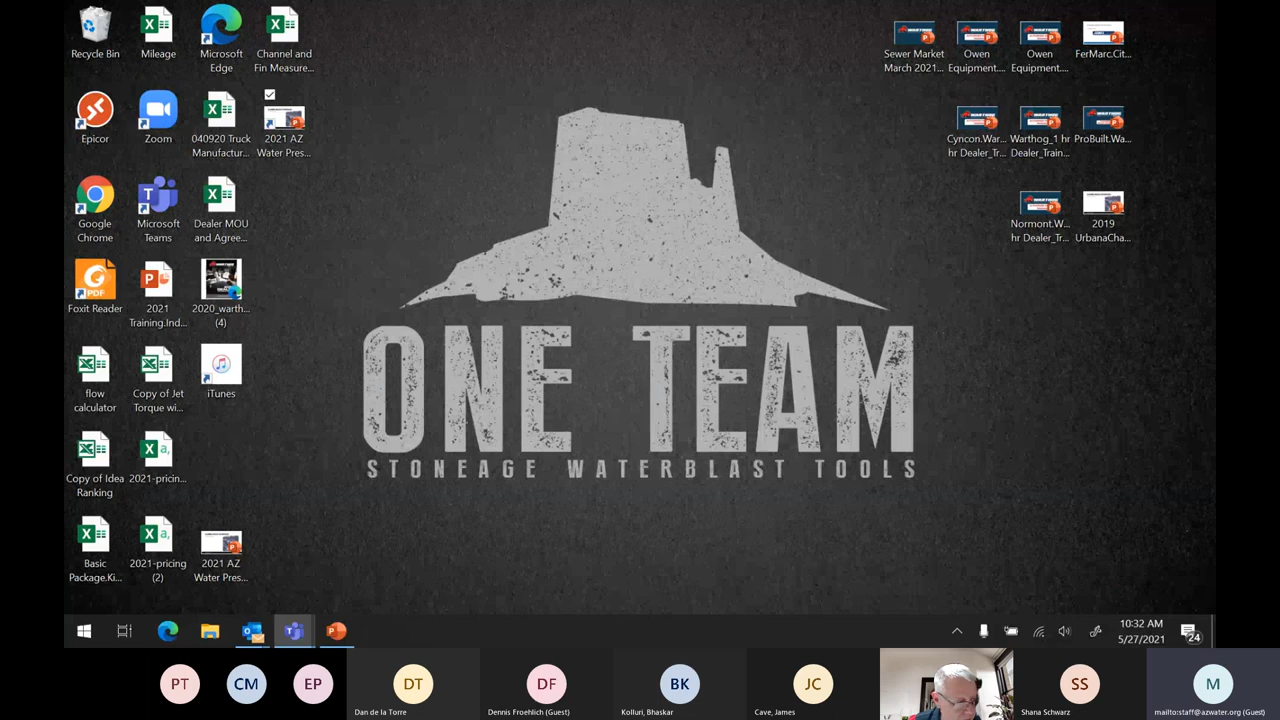 Recycle Bin
Mileage
Microsoft
Edge
Channel and
Fin Measure...
Epicor
Zoom
040920 Truck
Manufactur...
2021 AZ
Water Pres...
Google
Chrome
Microsoft
Teams
Dealer MOU
and Agree...
Foxit Reader
2021
Training.Ind...
2020_warth...
(4)
flow
calculator
Copy of Jet
Torque wi...
iTunes
Copy of Idea
Ranking
2021-pricin...
Basic
Package.Ki...
2021-pricing
(2)
2021 AZ
Water Pres...
Sewer Market
March 2021...
Owen
Equipment....
Owen
Equipment....
FerMarc.Cit...
Cyncon.War...
hr Dealer_Tr...
Warthog_1 hr
Dealer_Train...
ProBuilt.Wa...
Normont.W...
hr Dealer_Tr...
2019
UrbanaCha...
ONE TEAM
STONEAGE WATERBLAST TOOLS
10:32 AM
5/27/2021
24
PT
CM
EP
DT
Dan de la Torre
DF
Dennis Froehlich (Guest)
BK
Kolluri, Bhaskar
JC
Cave, James
SS
Shana Schwarz
M
mailto:staff@azwater.org (Guest)